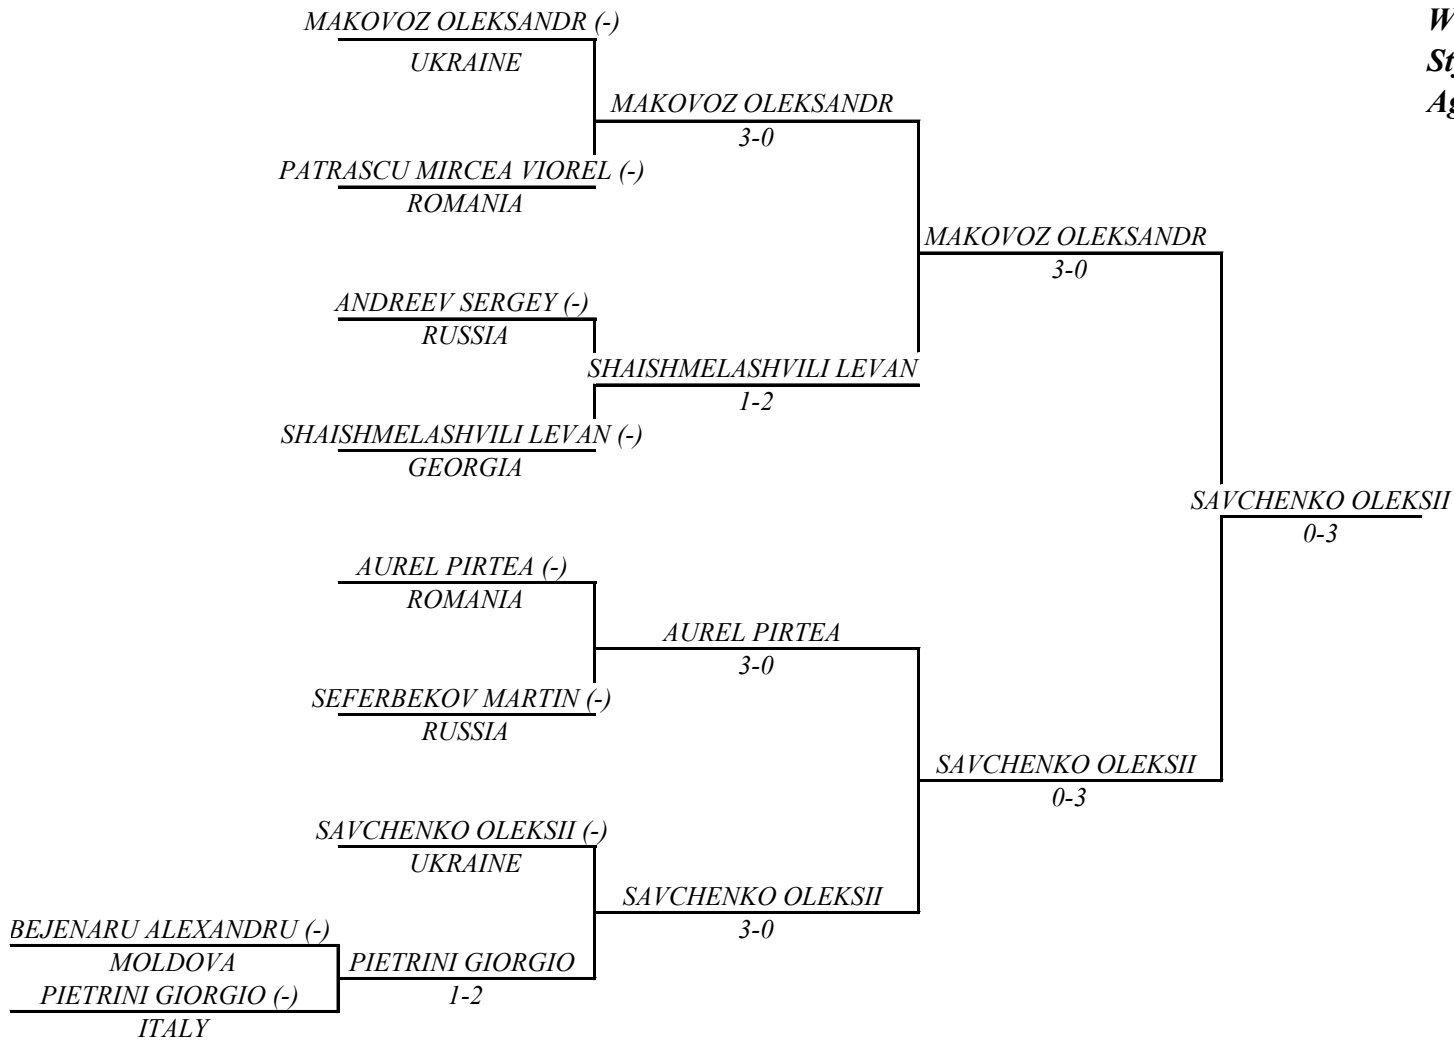 MAKOVOZ OLEKSANDR (-)
UKRAINE
MAKOVOZ OLEKSANDR
3-0
PATRASCU MIRCEA VIOREL (-)
ROMANIA
MAKOVOZ OLEKSANDR
3-0
ANDREEV SERGEY (-)
RUSSIA
SHAISHMELASHVILI LEVAN
1-2
SHAISHMELASHVILI LEVAN (-)
GEORGIA
SAVCHENKO OLEKSII
0-3
AUREL PIRTEA (-)
ROMANIA
AUREL PIRTEA
3-0
SEFERBEKOV MARTIN (-)
RUSSIA
SAVCHENKO OLEKSII
0-3
SAVCHENKO OLEKSII (-)
UKRAINE
SAVCHENKO OLEKSII
3-0
BEJENARU ALEXANDRU (-)
MOLDOVA
PIETRINI GIORGIO
1-2
PIETRINI GIORGIO (-)
ITALY